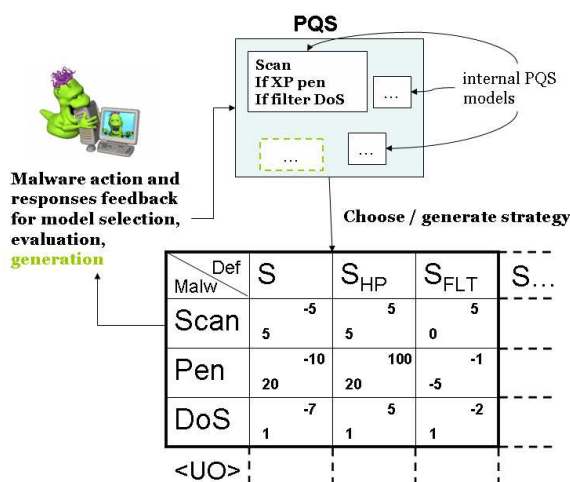 PQS
Scan
If XP pen
If filter DoS
...
...
...
internal PQS
models
Malware action and
responses feedback
for model selection,
evaluation,
generation
Choose / generate strategy
Def
Malw
S
S_HP
S_FLT
S...
Scan
-5
5
5
5
5
0
Pen
-10
20
100
20
-1
-5
DoS
-7
1
5
1
-2
1
<UO>